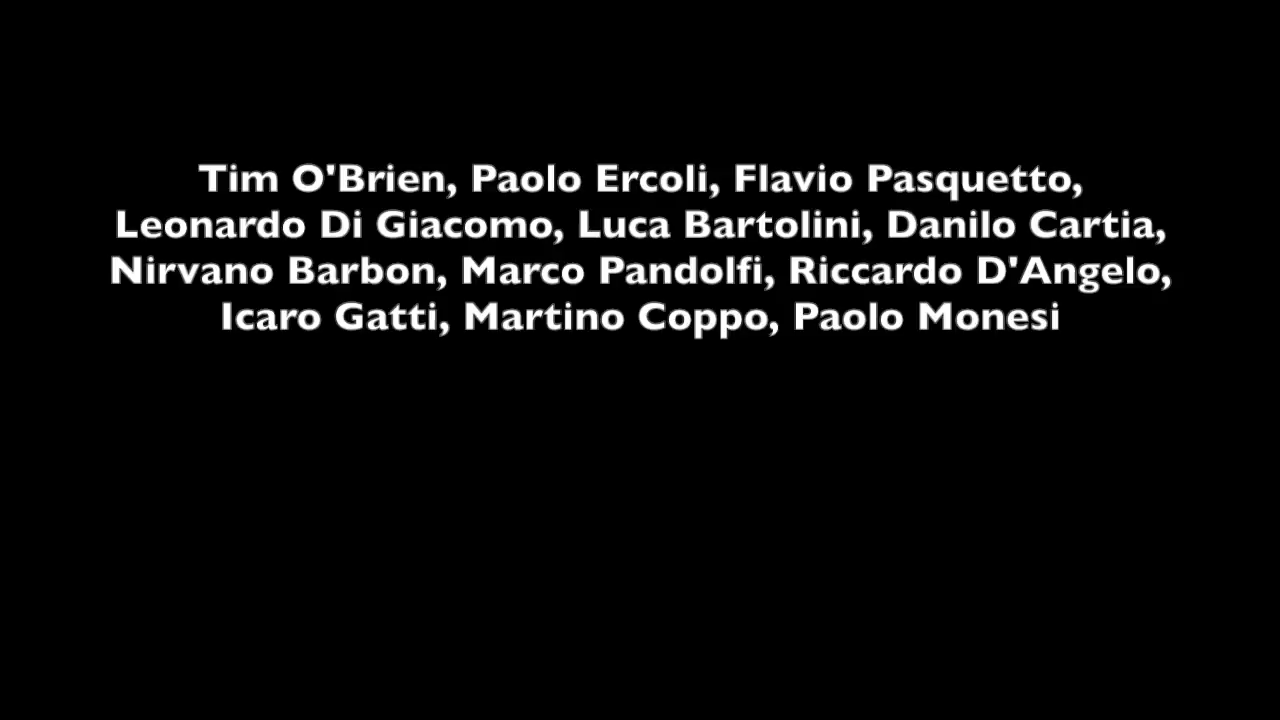 Tim O'Brien, Paolo Ercoli, Flavio Pasquetto,
Leonardo Di Giacomo, Luca Bartolini, Danilo Cartia,
Nirvano Barbon, Marco Pandolfi, Riccardo D'Angelo,
Icaro Gatti, Martino Coppo, Paolo Monesi